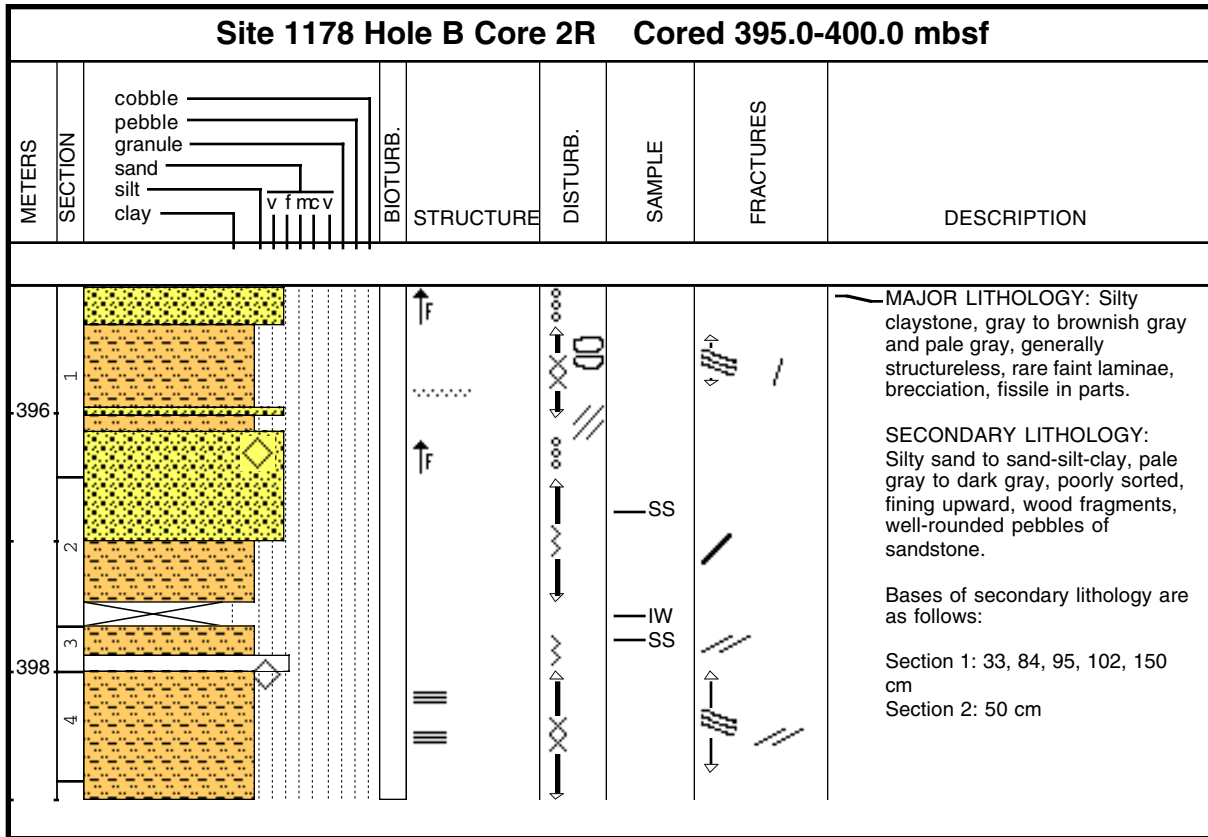 Site 1178 Hole B Core 2R Cored 395.0-400.0 mbsf
METERS
SECTION
cobble
pebble
granule
sand
silt
clay
v f m c v
BIOTURB.
STRUCTURE
DISTURB.
SAMPLE
FRACTURES
DESCRIPTION
396
398
1
2
3
4
F
F
SS
IW
SS
MAJOR LITHOLOGY: Silty
claystone, gray to brownish gray
and pale gray, generally
structureless, rare faint laminae,
brecciation, fissile in parts.
SECONDARY LITHOLOGY:
Silty sand to sand-silt-clay, pale
gray to dark gray, poorly sorted,
fining upward, wood fragments,
well-rounded pebbles of
sandstone.
Bases of secondary lithology are
as follows:
Section 1: 33, 84, 95, 102, 150
cm
Section 2: 50 cm